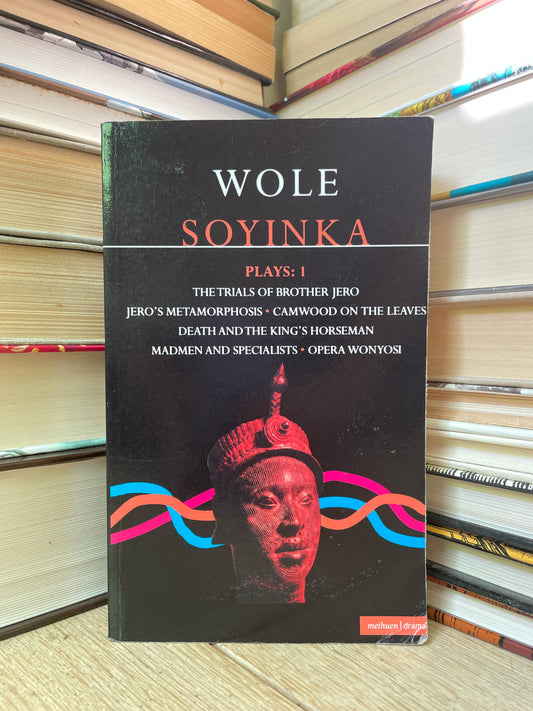 WOLE
SOYINKA
PLAYS: 1
THE TRIALS OF BROTHER JERO
JERO'S METAMORPHOSIS • CAMWOOD ON THE LEAVES
DEATH AND THE KING'S HORSEMAN
MADMEN AND SPECIALISTS • OPERA WONYOSI
methuen | drama